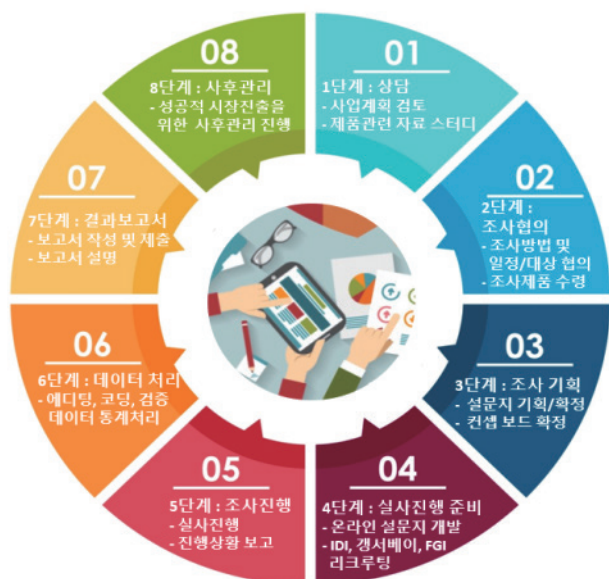 01
1단계 : 상담
- 사업계획 검토
- 제품관련 자료 스터디
02
2단계 :
조사협의
- 조사방법 및
일정/대상 협의
- 조사제품 수령
03
3단계 : 조사 기획
- 설문지 기획/확정
- 컨셉 보드 확정
04
4단계 : 실사진행 준비
- 온라인 설문지 개발
- IDI, 갱서베이, FGI
리크루팅
05
5단계 : 조사진행
- 실사진행
- 진행상황 보고
06
6단계 : 데이터 처리
- 에디팅, 코딩, 검증
데이터 통계처리
07
7단계 : 결과보고서
- 보고서 작성 및 제출
- 보고서 설명
08
8단계 : 사후관리
- 성공적 시장진출을
위한 사후관리 진행